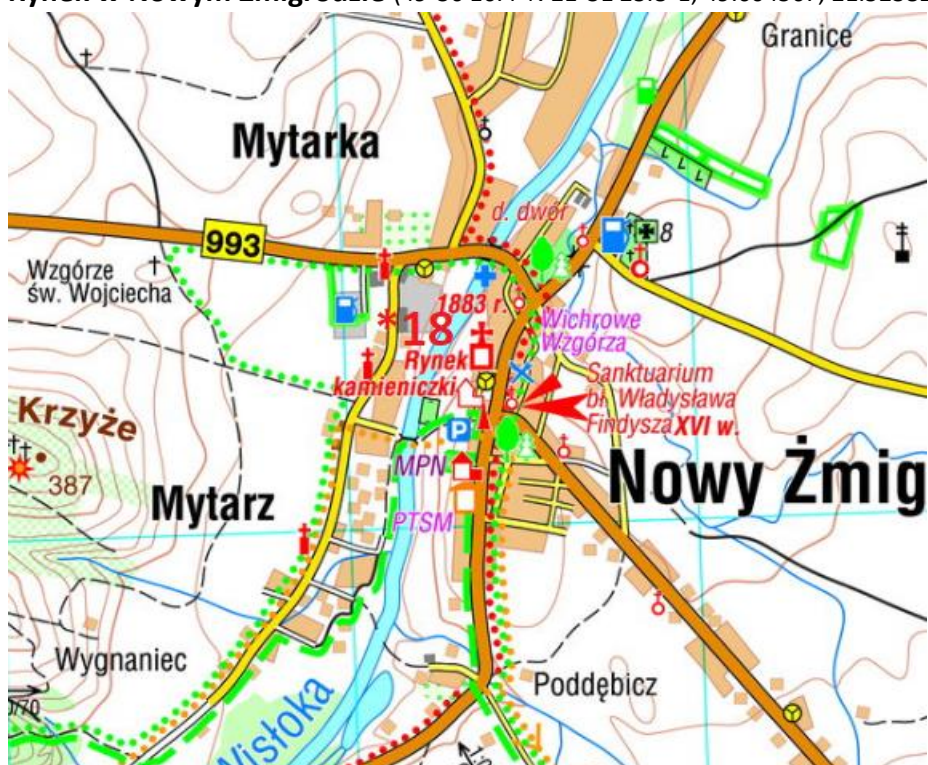 Granice
Mytarka
d. dwór
8
993
Wzgórze
św. Wojciecha
1883 r.
18
Rynek
kamieniczki
Wichrowe
Wzgórza
Sanktuarium
bł. Władysława
Findysza XVI w.
Krzyże
387
P
MPN
Nowy Żmig
Mytarz
PTSM
Wygnaniec
Poddębicz
Wisłoka
L L L